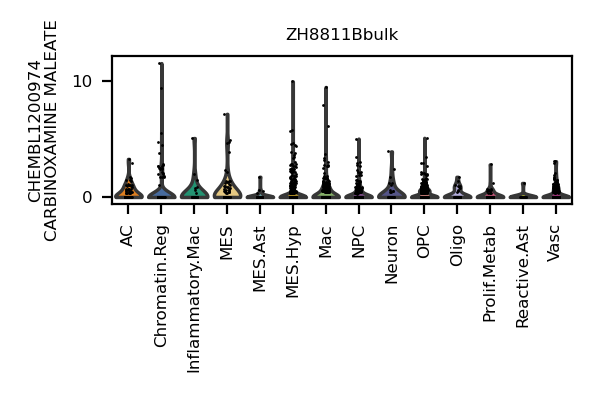 ZH8811Bbulk
CHEMBL1200974
CARBINOXAMINE MALEATE
10
0
AC
Chromatin.Reg
Inflammatory.Mac
MES
MES.Ast
MES.Hyp
Mac
NPC
Neuron
OPC
Oligo
Prolif.Metab
Reactive.Ast
Vasc